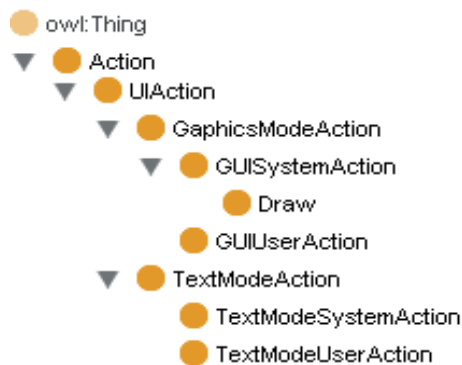 owl:Thing
Action
UIAction
GaphicsModeAction
GUISystemAction
Draw
GUIUserAction
TextModeAction
TextModeSystemAction
TextModeUserAction